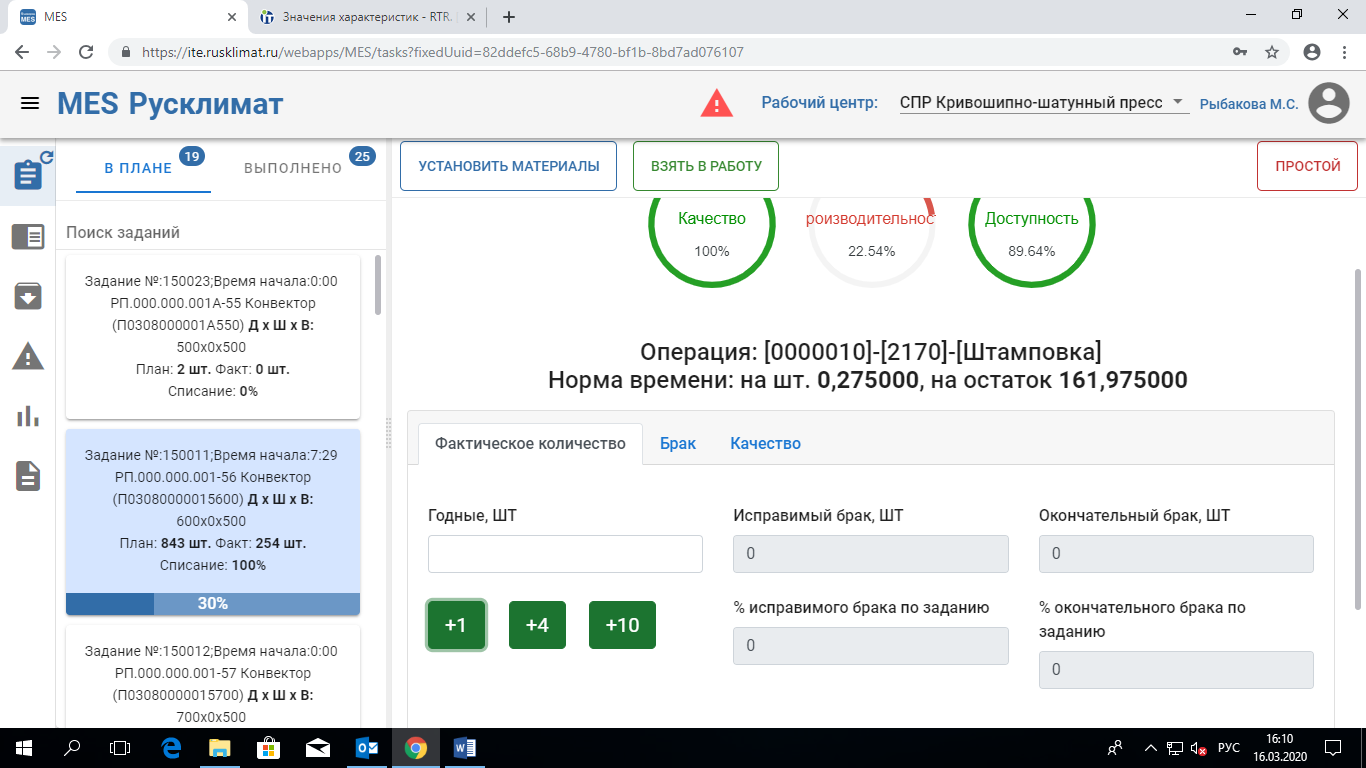 MES
Значения характеристик - RTR.
https://ite.rusklimat.ru/webapps/MES/tasks?fixedUuid=82ddefc5-68b9-4780-bf1b-8bd7ad076107
MES Русклимат
Рабочий центр:
СПР Кривошипно-шатунный пресс
Рыбакова М.С.
В ПЛАНЕ
19
ВЫПОЛНЕНО
25
УСТАНОВИТЬ МАТЕРИАЛЫ
ВЗЯТЬ В РАБОТУ
ПРОСТОЙ
Поиск заданий
Задание №:150023;Время начала:0:00
РП.000.000.001А-55 Конвектор
(П0308000001А550) Д х Ш х В:
500х0х500
План: 2 шт. Факт: 0 шт.
Списание: 0%
Задание №:150011;Время начала:7:29
РП.000.000.001-56 Конвектор
(П03080000015600) Д х Ш х В:
600х0х500
План: 843 шт. Факт: 254 шт.
Списание: 100%
30%
Задание №:150012;Время начала:0:00
РП.000.000.001-57 Конвектор
(П03080000015700) Д х Ш х В:
700х0х500
Качество
100%
роизводительнос
22.54%
Доступность
89.64%
Операция: [0000010]-[2170]-[Штамповка]
Норма времени: на шт. 0,275000, на остаток 161,975000
Фактическое количество
Брак
Качество
Годные, ШТ
Исправимый брак, ШТ
0
Окончательный брак, ШТ
0
+1
+4
+10
% исправимого брака по заданию
0
% окончательного брака по
заданию
0
РУС
16:10
16.03.2020